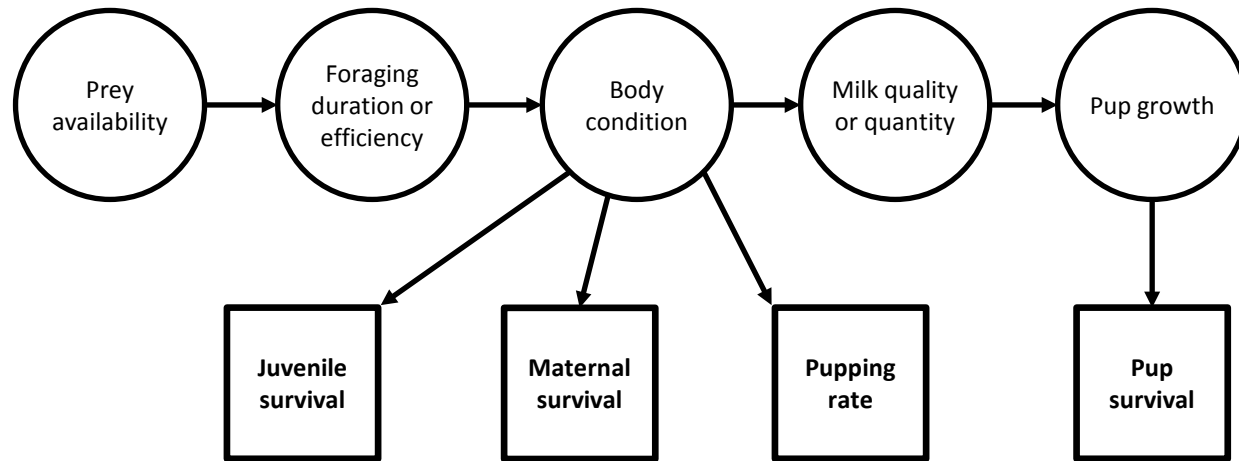 Prey
availability
Foraging
duration or
efficiency
Body
condition
Milk quality
or quantity
Pup growth
Juvenile
survival
Maternal
survival
Pupping
rate
Pup
survival